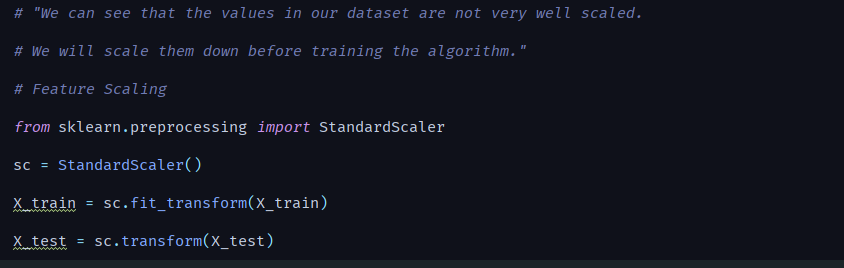 # "We can see that the values in our dataset are not very well scaled.
# We will scale them down before training the algorithm."
# Feature Scaling
from sklearn.preprocessing import StandardScaler
sc = StandardScaler()
X_train = sc.fit_transform(X_train)
X_test = sc.transform(X_test)